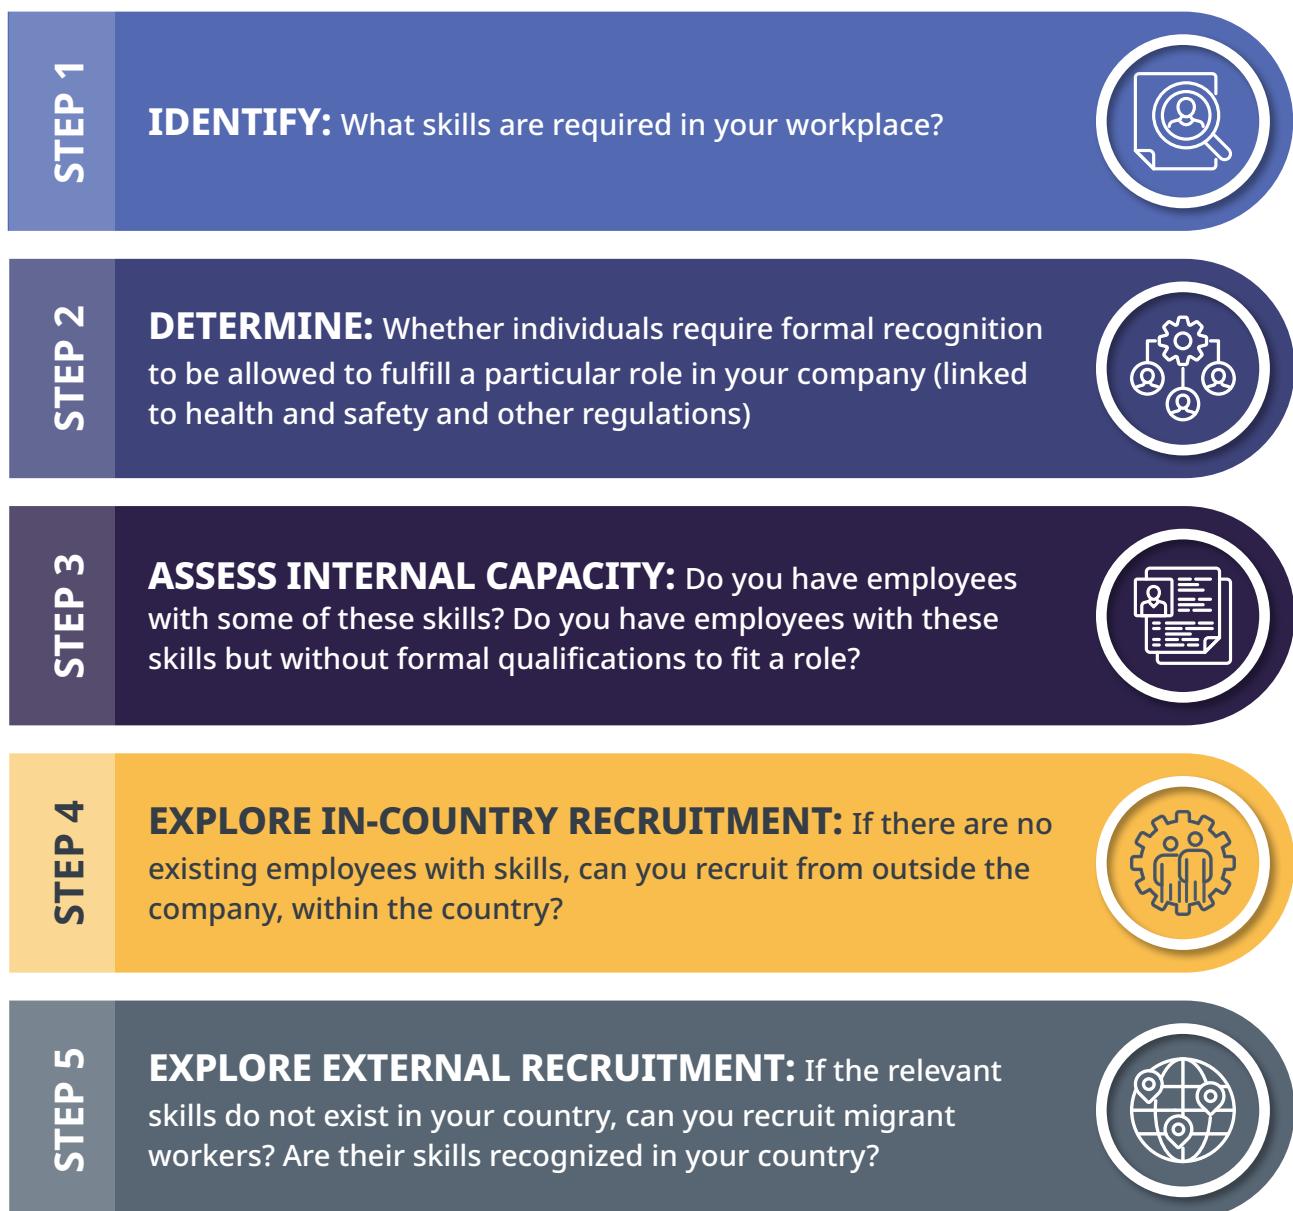 STEP 1
IDENTIFY: What skills are required in your workplace?
STEP 2
DETERMINE: Whether individuals require formal recognition
to be allowed to fulfill a particular role in your company (linked
to health and safety and other regulations)
STEP 3
ASSESS INTERNAL CAPACITY: Do you have employees
with some of these skills? Do you have employees with these
skills but without formal qualifications to fit a role?
STEP 4
EXPLORE IN-COUNTRY RECRUITMENT: If there are no
existing employees with skills, can you recruit from outside the
company, within the country?
STEP 5
EXPLORE EXTERNAL RECRUITMENT: If the relevant
skills do not exist in your country, can you recruit migrant
workers? Are their skills recognized in your country?